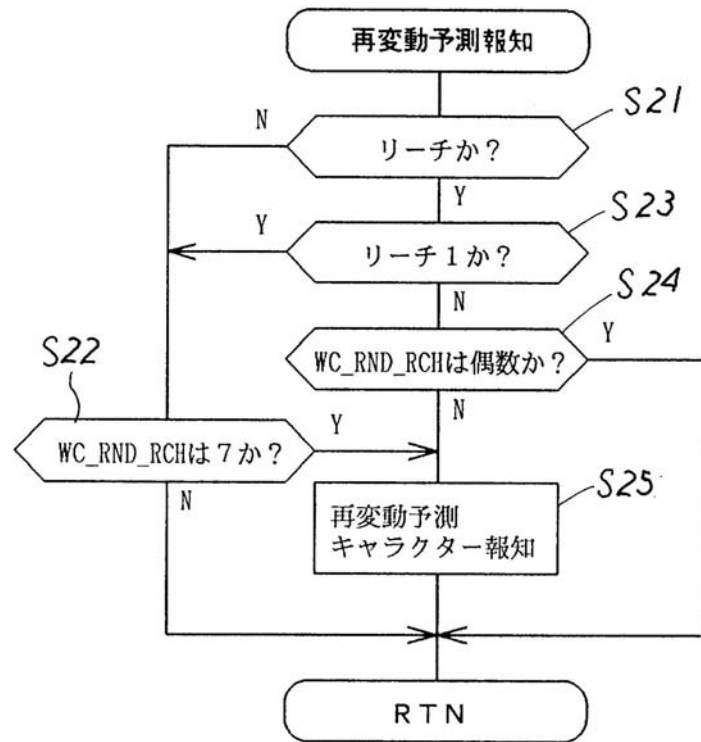 再変動予測報知
S21
N
リーチか？
Y
S23
Y
リーチ１か？
N
S24
WC_RND_RCHは偶数か？
Y
N
S22
WC_RND_RCHは７か？
Y
N
S25
再変動予測
キャラクター報知
ＲＴＮ